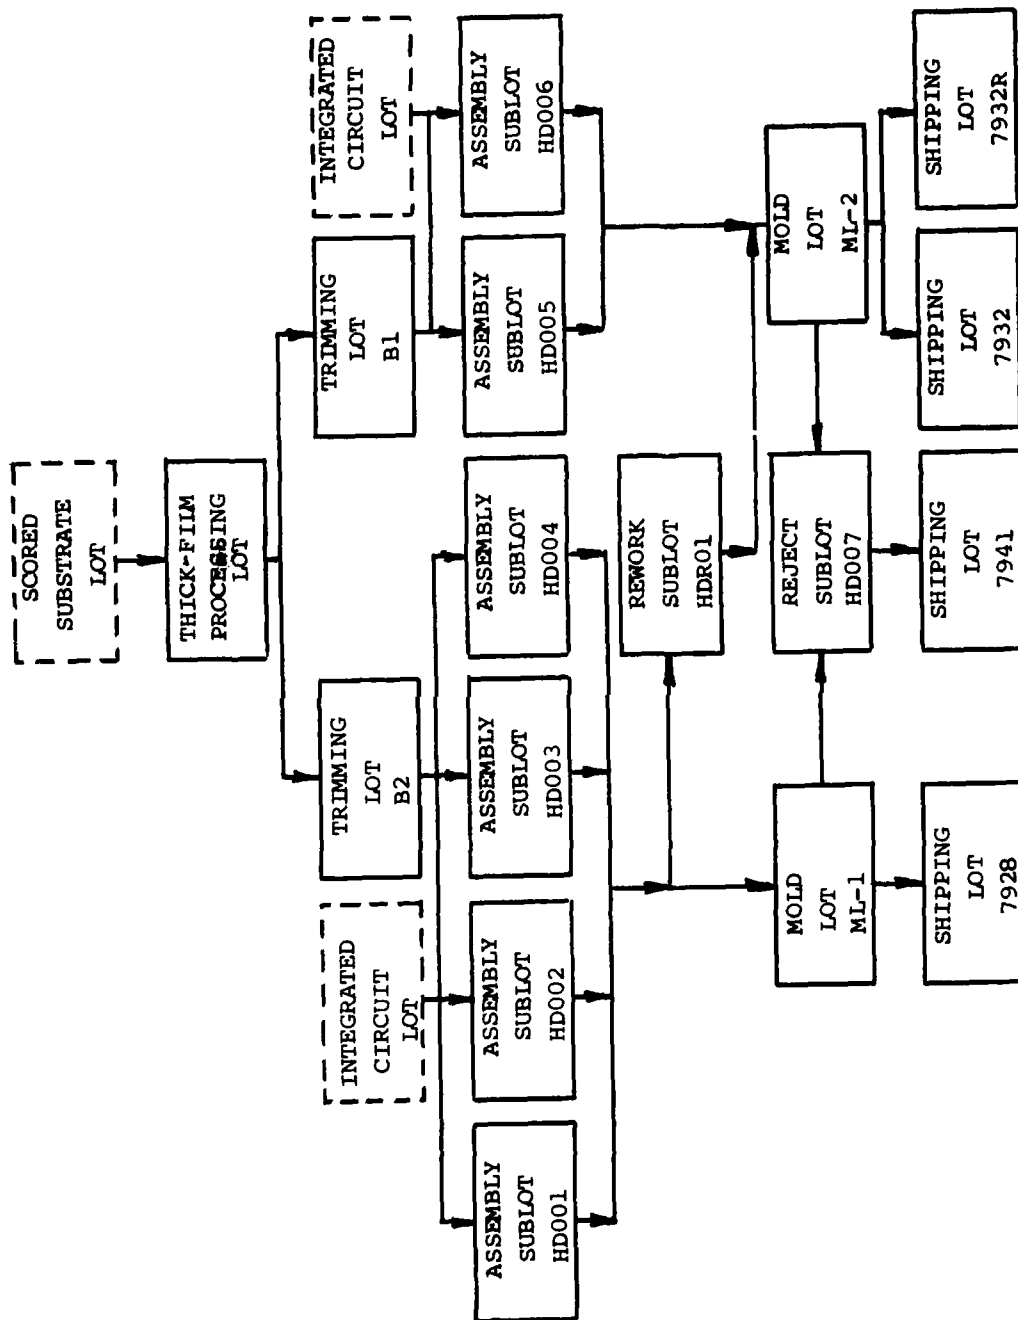 SCORED
SUBSTRATE
LOT
THICK-FIIM
PROCESSING
LOT
TRIMMING
LOT
B2
TRIMMING
LOT
B1
INTEGRATED
CIRCUIT
LOT
INTEGRATED
CIRCUIT
LOT
ASSEMBLY
SUBLOT
HD001
ASSEMBLY
SUBLOT
HD002
ASSEMBLY
SUBLOT
HD003
ASSEMBLY
SUBLOT
HD004
ASSEMBLY
SUBLOT
HD005
ASSEMBLY
SUBLOT
HD006
REWORK
SUBLOT
HDR01
MOLD
LOT
ML-1
REJECT
SUBLOT
HD007
MOLD
LOT
ML-2
SHIPPING
LOT
7928
SHIPPING
LOT
7941
SHIPPING
LOT
7932
SHIPPING
LOT
7932R